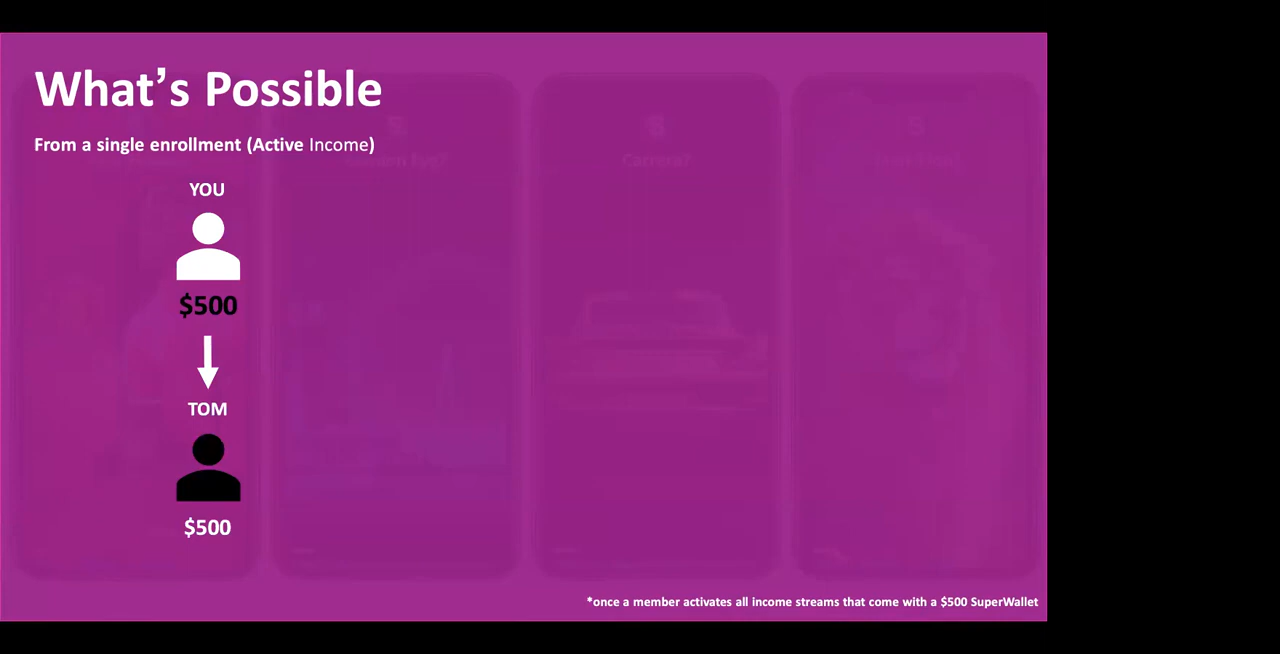 What's Possible
From a single enrollment (Active Income)
YOU
$500
TOM
$500
*once a member activates all income streams that come with a $500 SuperWallet